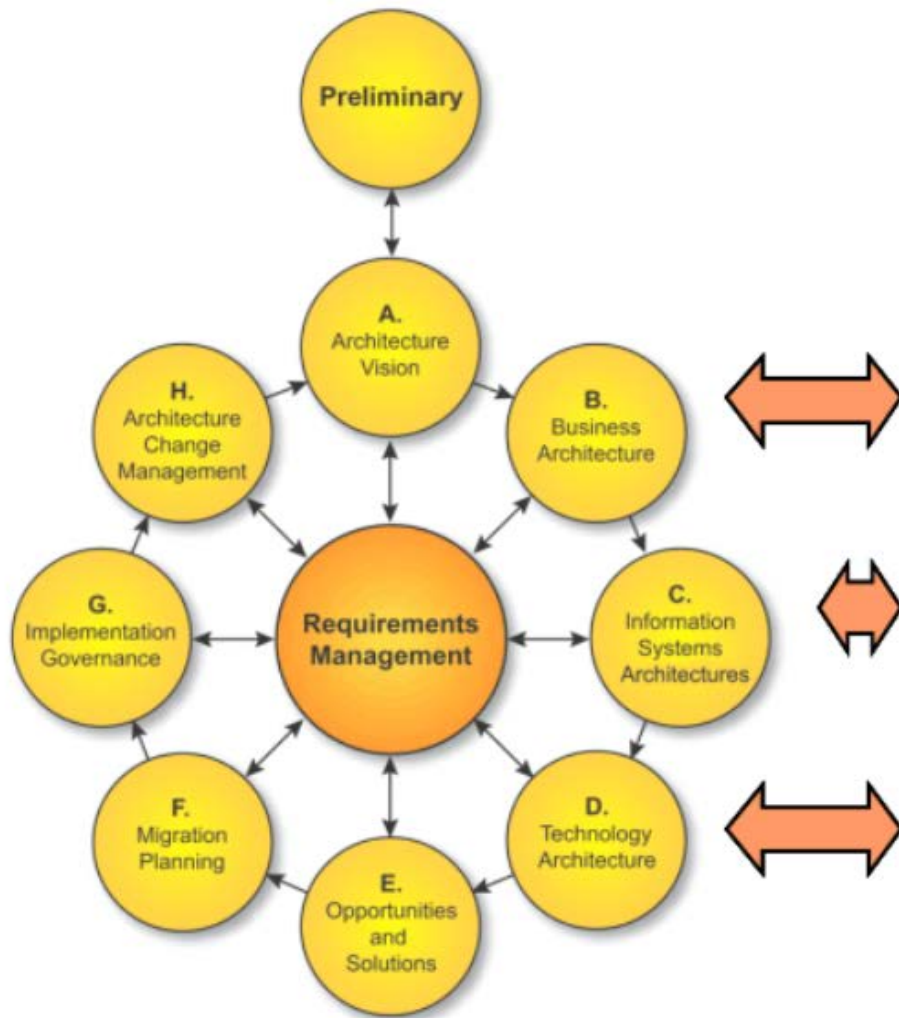 Preliminary
A.
Architecture
Vision
B.
Business
Architecture
C.
Information
Systems
Architectures
D.
Technology
Architecture
E.
Opportunities
and
Solutions
F.
Migration
Planning
G.
Implementation
Governance
H.
Architecture
Change
Management
Requirements
Management